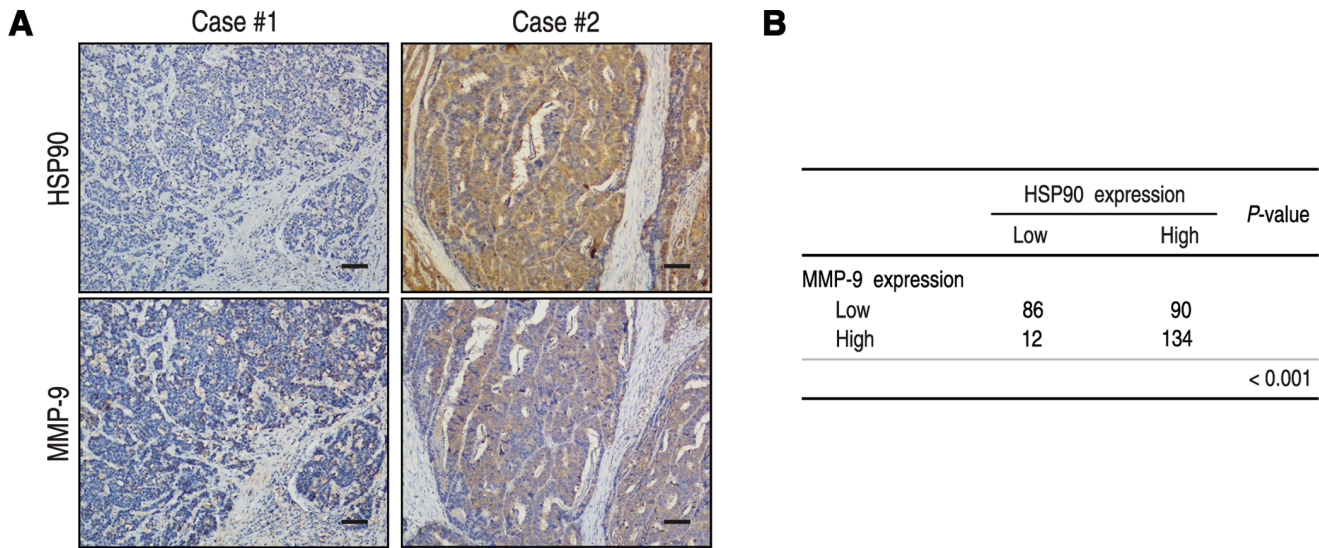 A
Case #1
Case #2
HSP90
MMP-9
B
HSP90 expression
P-value
Low High
MMP-9 expression
Low 86 90
High 12 134
< 0.001